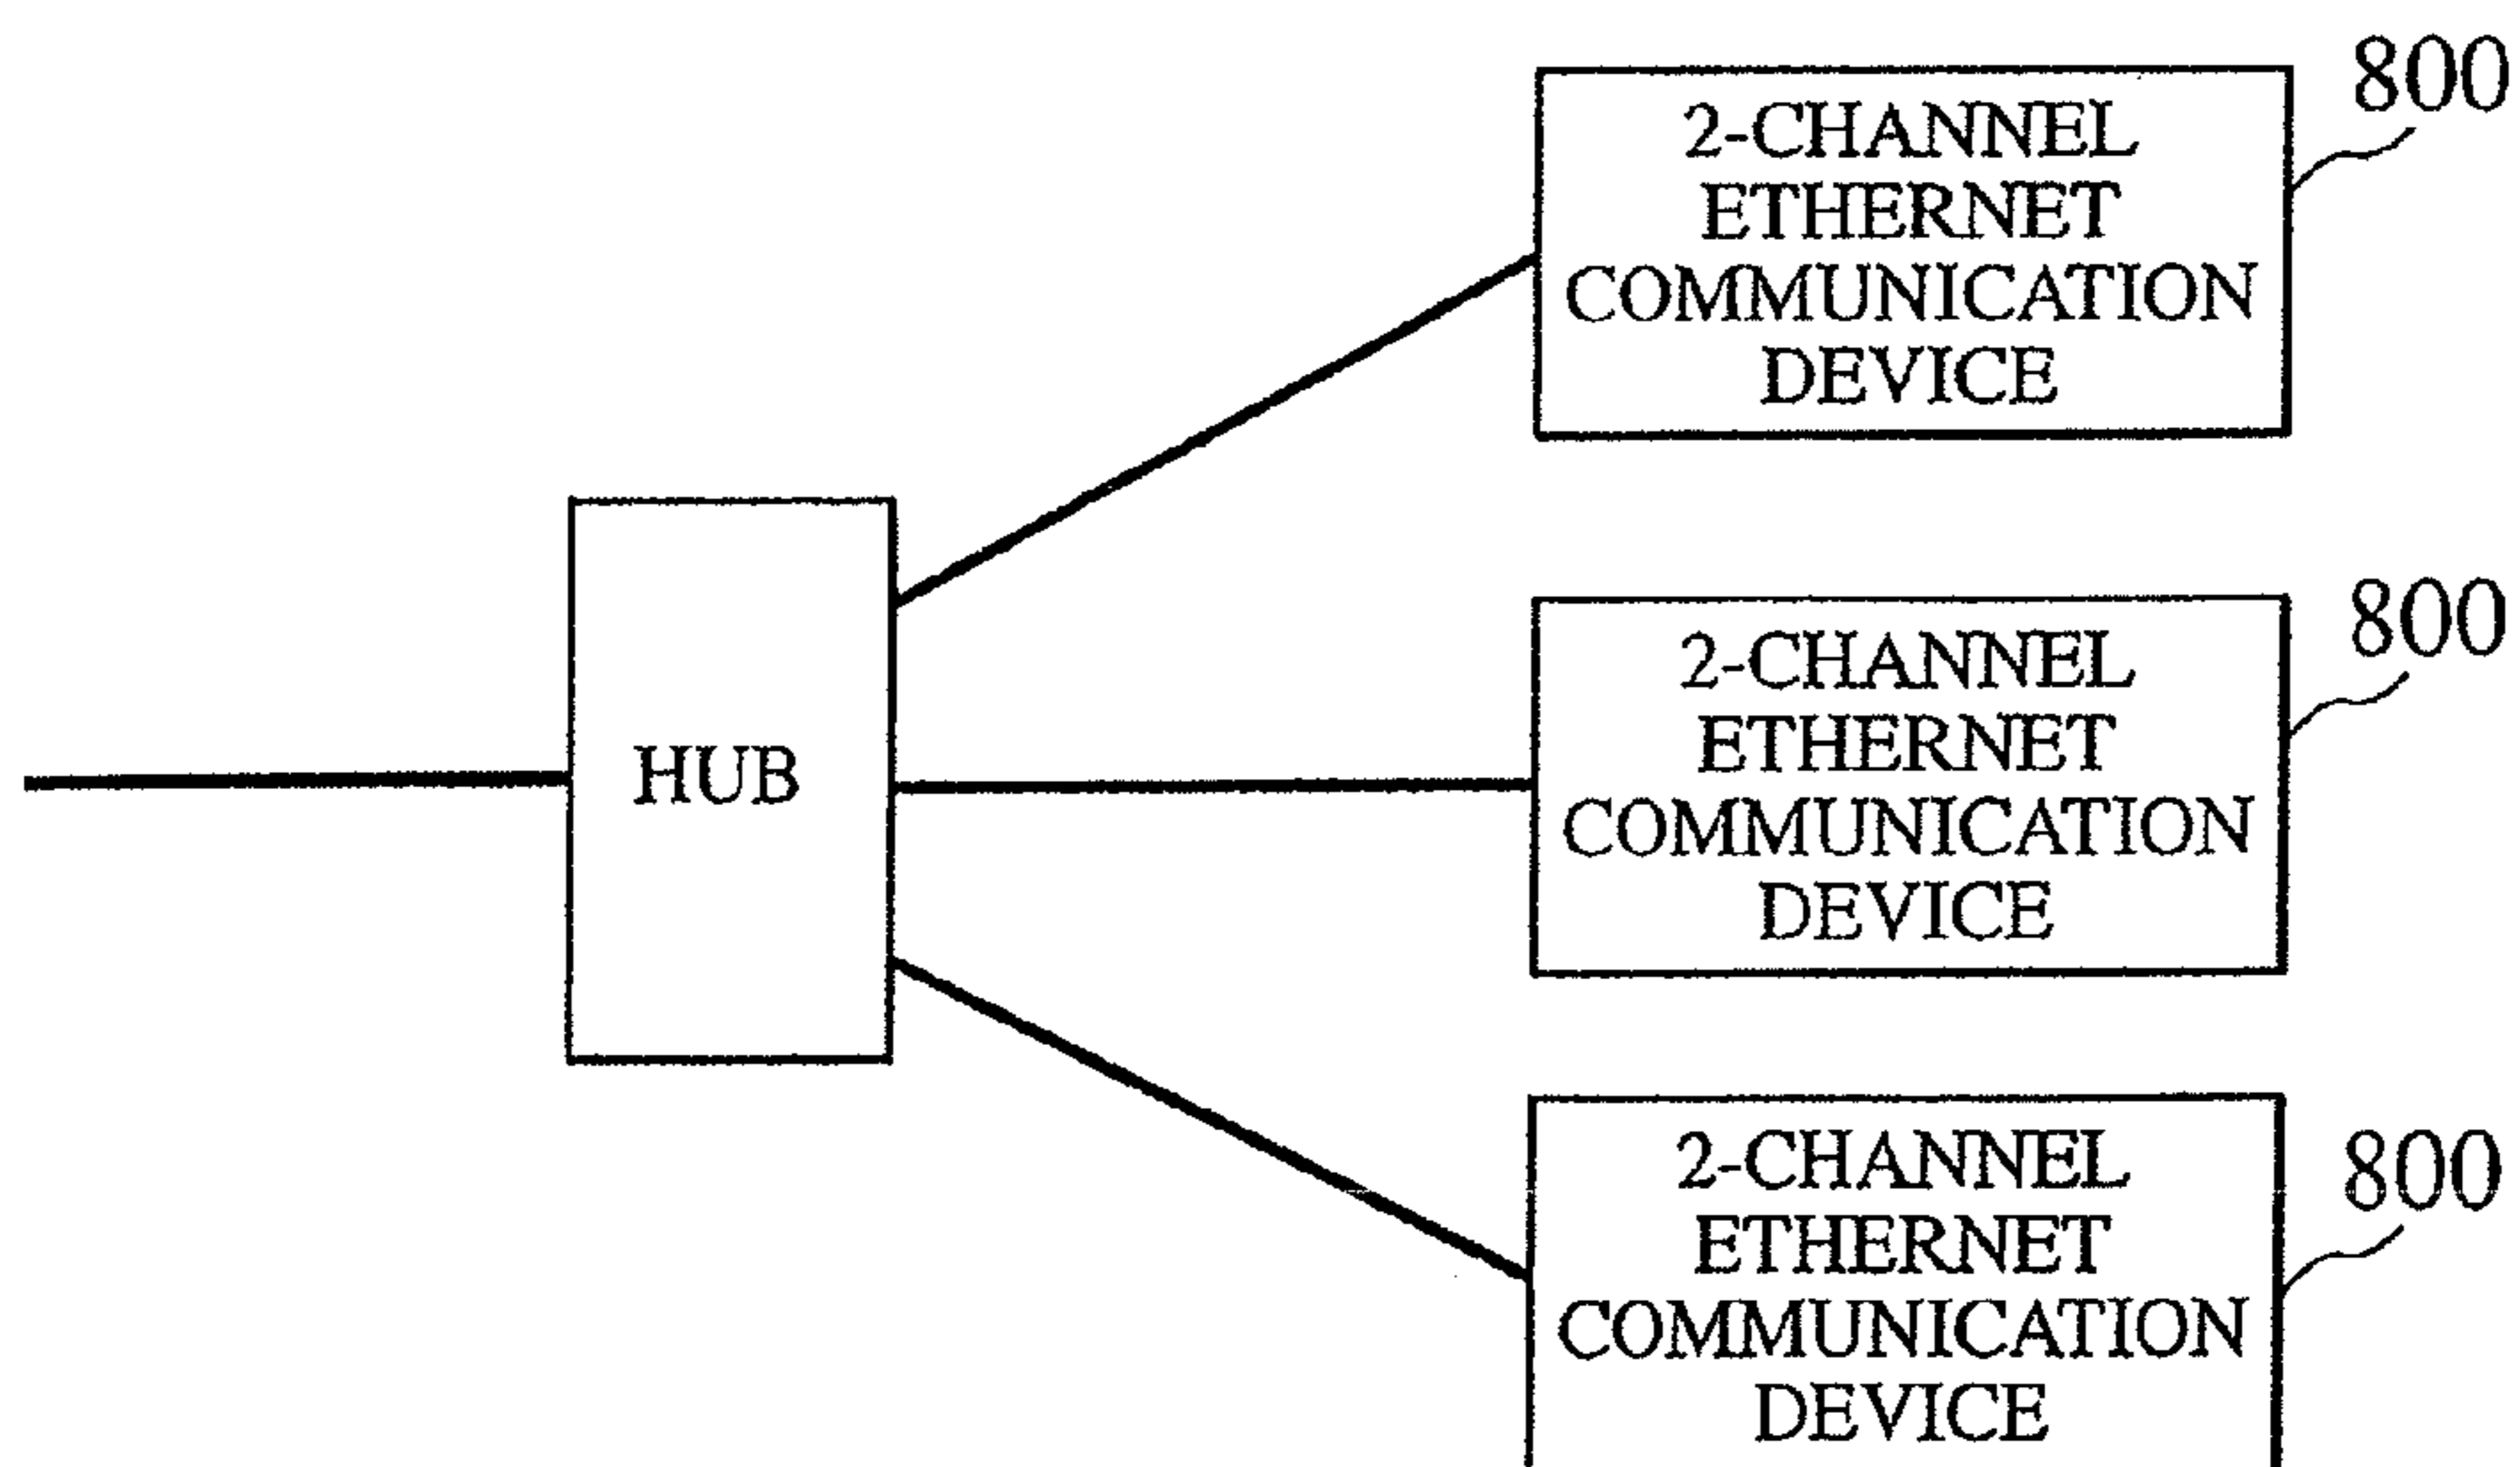 800
2-CHANNEL
ETHERNET
COMMUNICATION
DEVICE
HUB
800
2-CHANNEL
ETHERNET
COMMUNICATION
DEVICE
800
2-CHANNEL
ETHERNET
COMMUNICATION
DEVICE